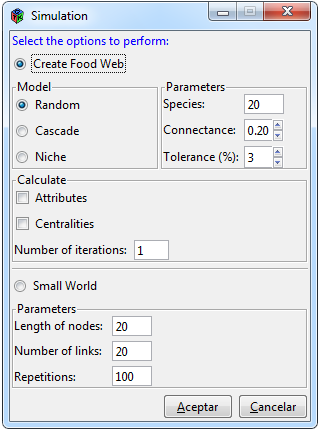 Simulation
Select the options to perform:
Create Food Web
Model
Random
Cascade
Niche
Parameters
Species: 20
Connectance: 0.20
Tolerance (%): 3
Calculate
Attributes
Centralities
Number of iterations: 1
Small World
Parameters
Length of nodes: 20
Number of links: 20
Repetitions: 100
Aceptar Cancelar